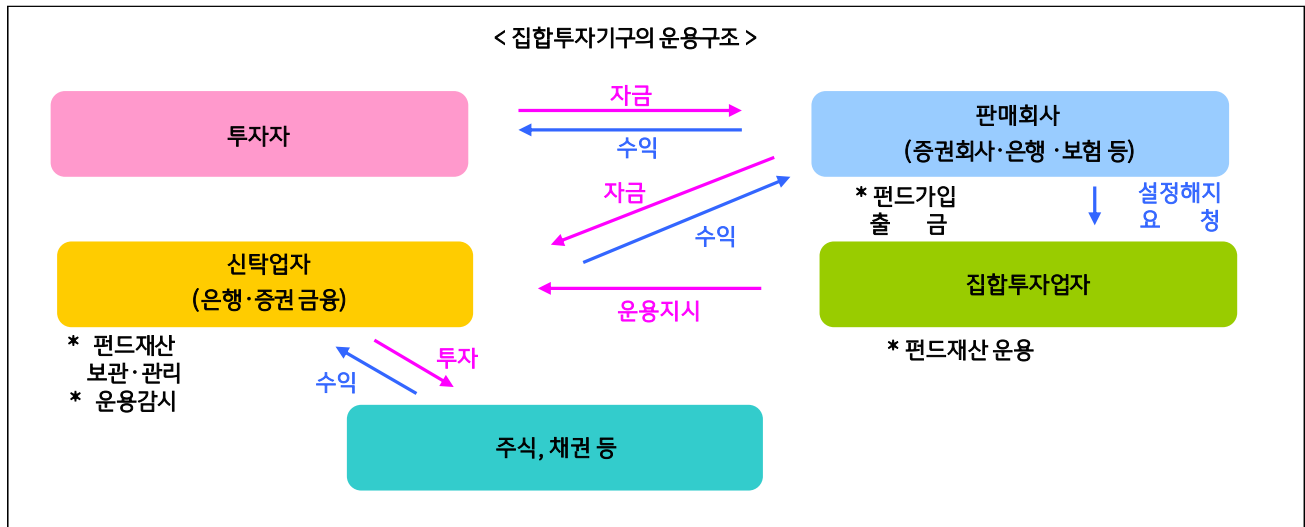 < 집합투자기구의 운용구조 >
투자자
자금
수익
판매회사
(증권회사·은행 ·보험 등)
자금
수익
* 펀드가입
출 금
설정해지
요 청
신탁업자
(은행·증권 금융)
운용지시
집합투자업자
* 펀드재산
보관·관리
* 운용감시
투자
수익
* 펀드재산 운용
주식, 채권 등